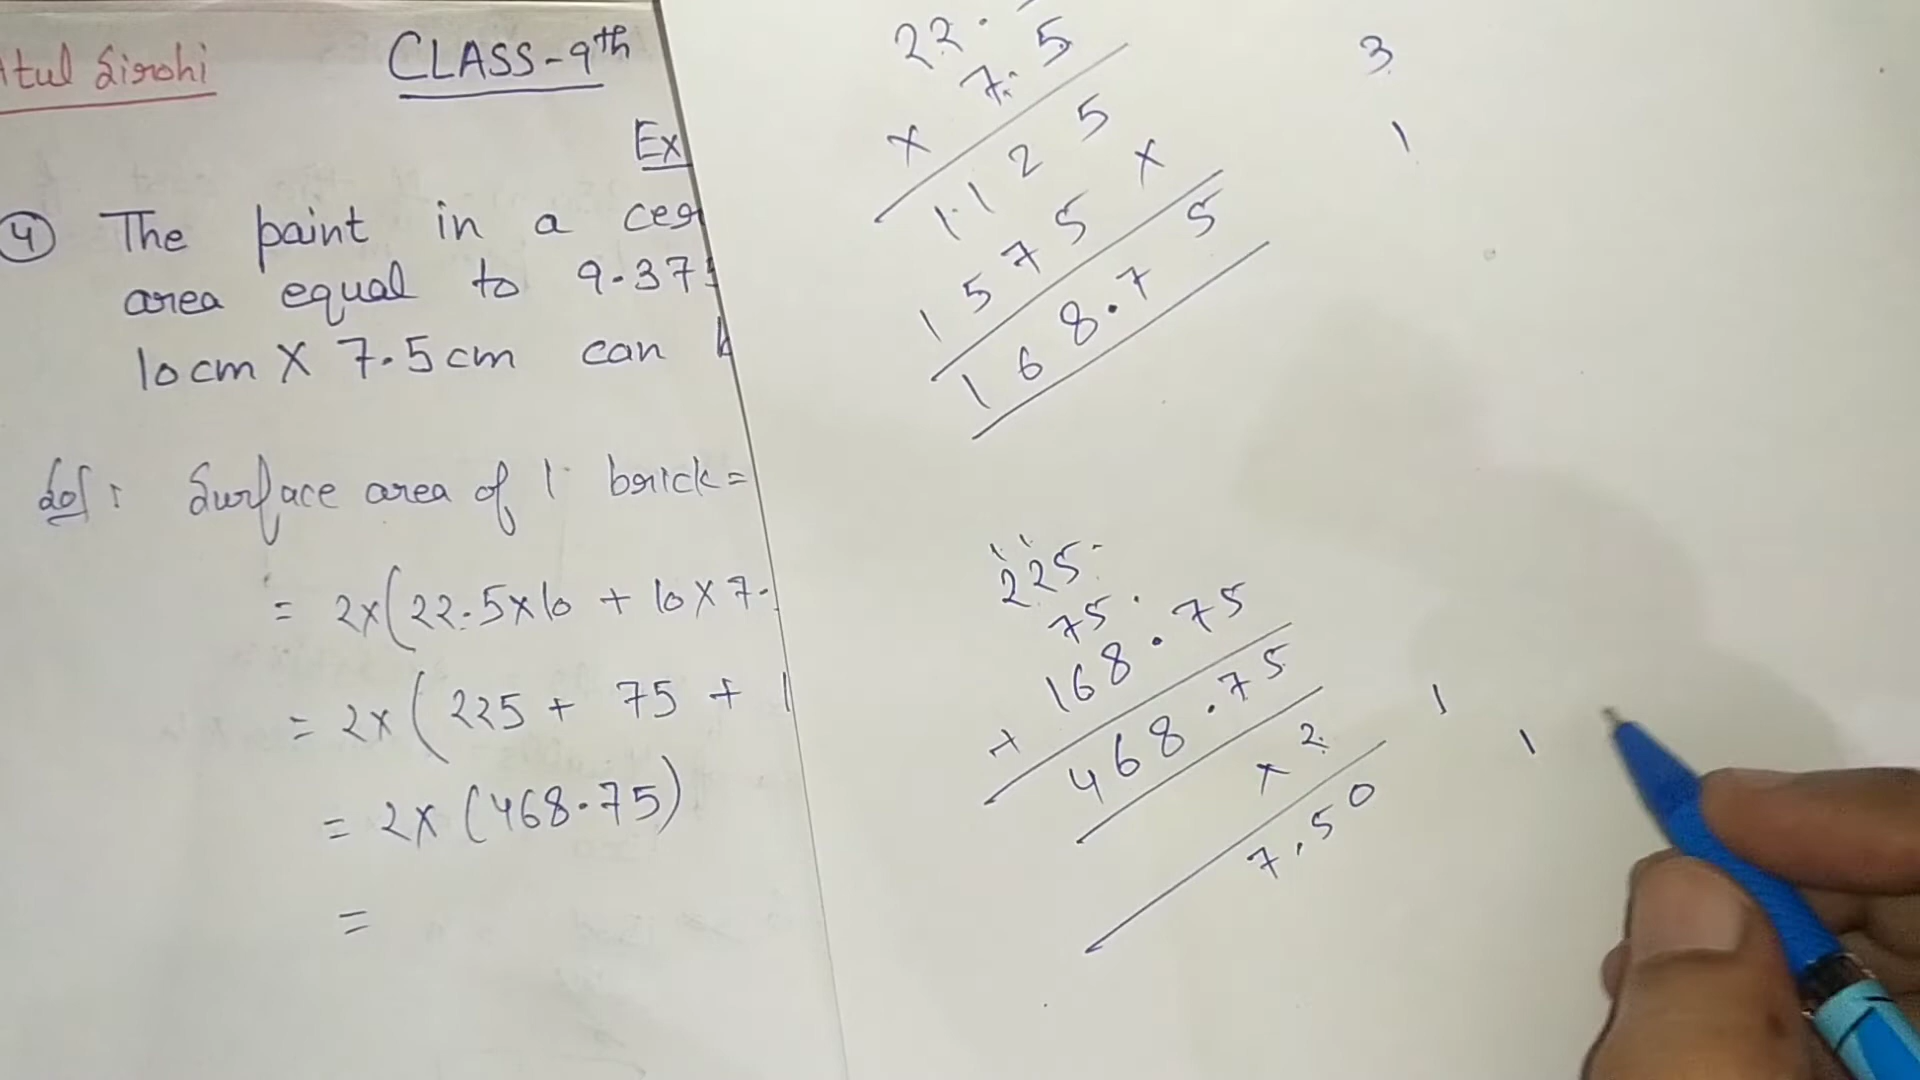 Atul Sirohi CLASS-9th
Ex
4 The paint in a cer
area equal to 9.375
10cm X 7.5cm can
Sol: Surface area of 1 brick =
= 2x(22.5x10 + 10x7.
= 2x(225 + 75 + 1
= 2x(468.75)
=
22.
x 7.5
1125
1575x
168.75
3
1
11
225.
75.
+ 168.75
468.75
x 2
7.50
1
1